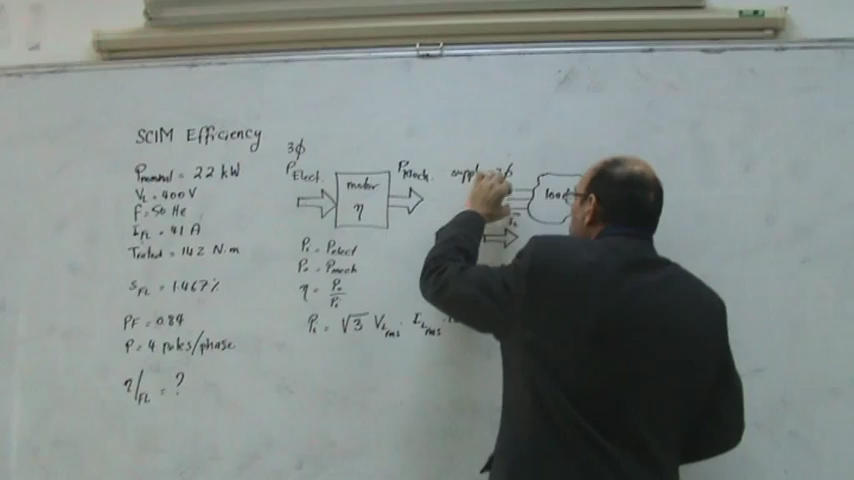 SCIM Efficiency
Pnominal = 22 kW
VL = 400 V
f = 50 Hz
IFL = 41 A
Trated = 142 N.m
SFL = 1.467%
PF = 0.84
P = 4 poles/phase
η/FL = ?
3ϕ
PElect.
motor
η
PMech.
Pi = Pelect
Po = Pmech
η = Po/Pi
Pi = √3 VLrms . ILrms .
supply 3ϕ
load